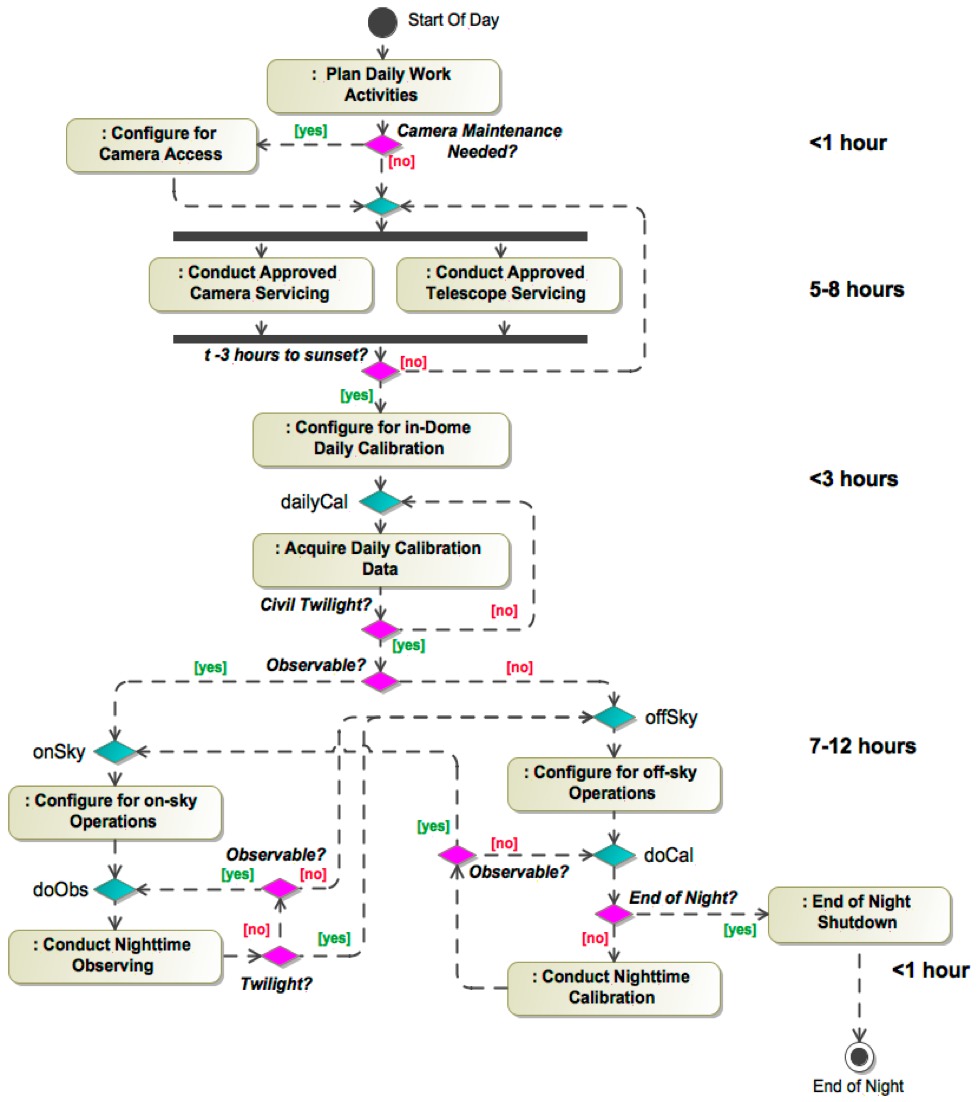 Start Of Day
: Plan Daily Work
Activities
: Configure for
Camera Access
[yes]
Camera Maintenance
Needed?
[no]
<1 hour
: Conduct Approved
Camera Servicing
: Conduct Approved
Telescope Servicing
5-8 hours
t -3 hours to sunset?
[no]
[yes]
: Configure for in-Dome
Daily Calibration
<3 hours
dailyCal
: Acquire Daily Calibration
Data
Civil Twilight?
[no]
[yes]
Observable?
[yes]
[no]
offSky
onSky
7-12 hours
: Configure for on-sky
Operations
: Configure for off-sky
Operations
[yes]
[no]
Observable?
doCal
Observable?
[yes]
[no]
doObs
End of Night?
[yes]
[no]
: End of Night
Shutdown
: Conduct Nighttime
Observing
[no]
[yes]
Twilight?
: Conduct Nighttime
Calibration
<1 hour
End of Night